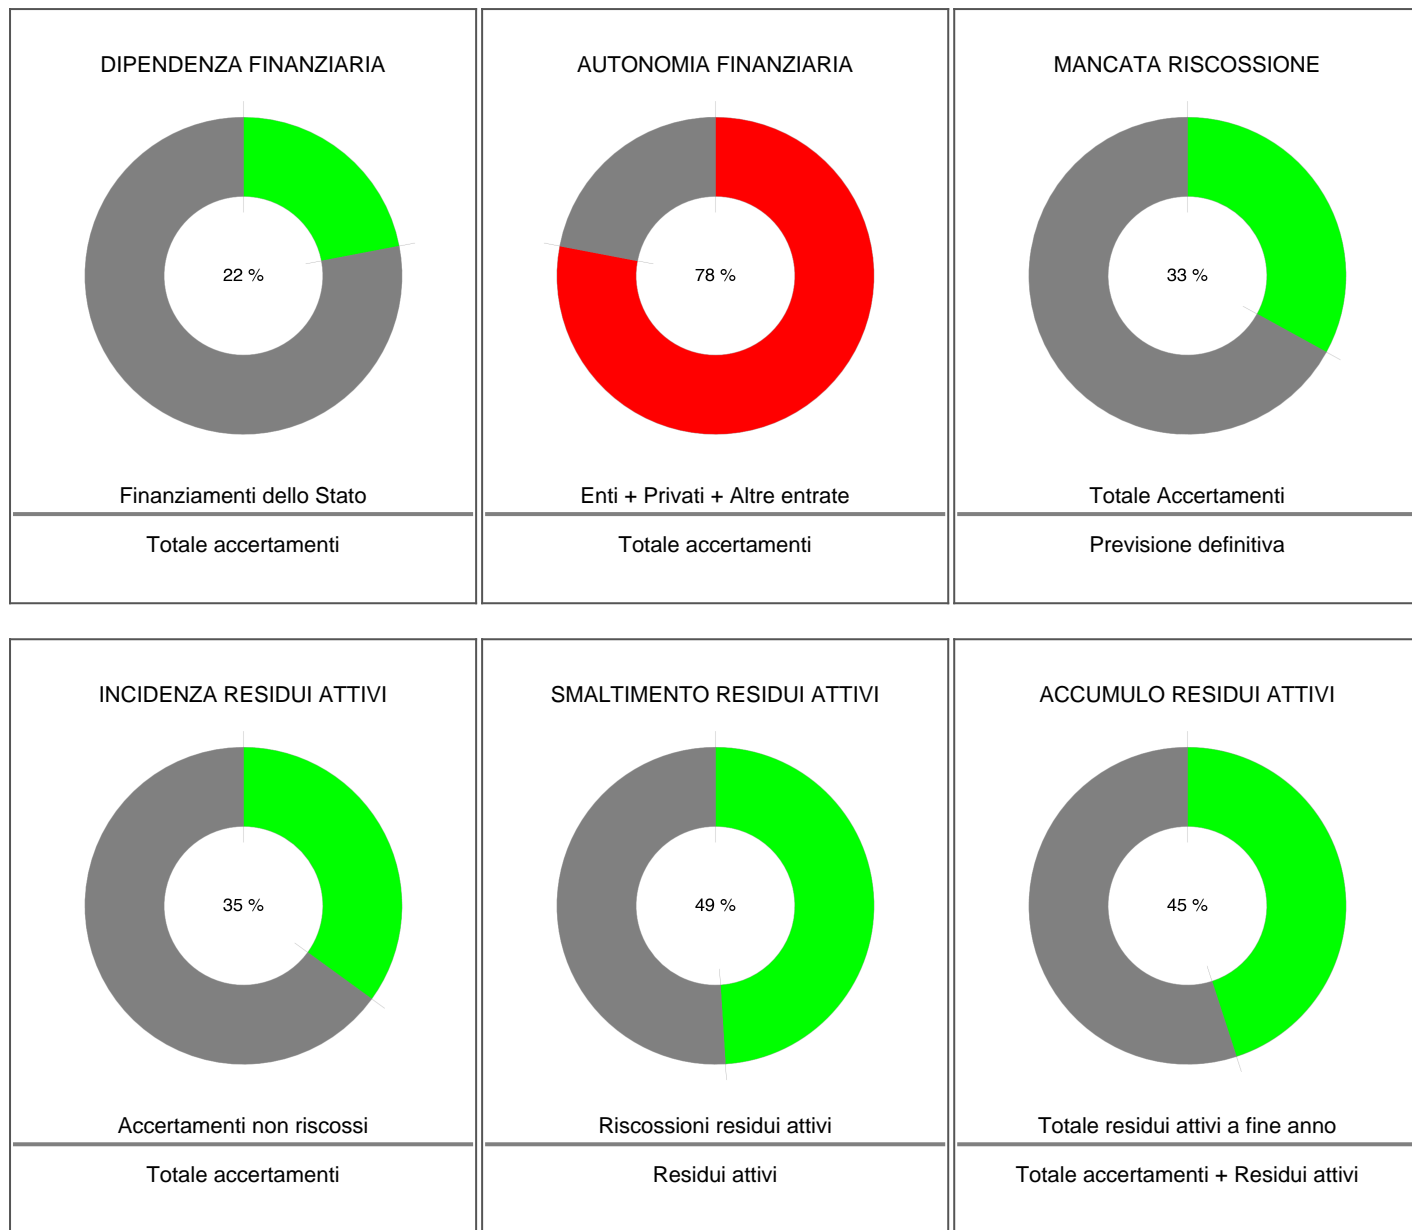 DIPENDENZA FINANZIARIA
22 %
Finanziamenti dello Stato
Totale accertamenti
AUTONOMIA FINANZIARIA
78 %
Enti + Privati + Altre entrate
Totale accertamenti
MANCATA RISCOSSIONE
33 %
Totale Accertamenti
Previsione definitiva
INCIDENZA RESIDUI ATTIVI
35 %
Accertamenti non riscossi
Totale accertamenti
SMALTIMENTO RESIDUI ATTIVI
49 %
Riscossioni residui attivi
Residui attivi
ACCUMULO RESIDUI ATTIVI
45 %
Totale residui attivi a fine anno
Totale accertamenti + Residui attivi